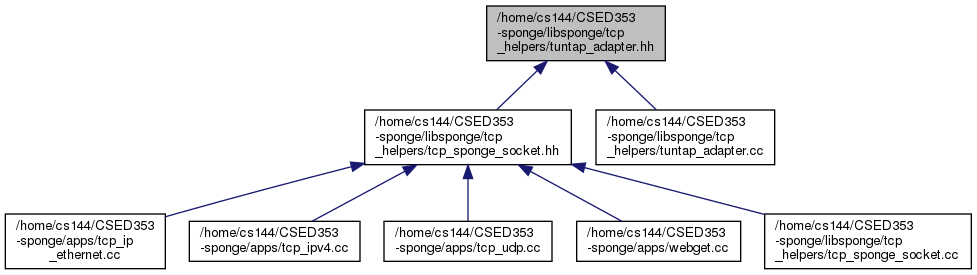 /home/cs144/CSED353
-sponge/libsponge/tcp
_helpers/tuntap_adapter.hh
/home/cs144/CSED353
-sponge/libsponge/tcp
_helpers/tcp_sponge_socket.hh
/home/cs144/CSED353
-sponge/libsponge/tcp
_helpers/tuntap_adapter.cc
/home/cs144/CSED353
-sponge/apps/tcp_ip
_ethernet.cc
/home/cs144/CSED353
-sponge/apps/tcp_ipv4.cc
/home/cs144/CSED353
-sponge/apps/tcp_udp.cc
/home/cs144/CSED353
-sponge/apps/webget.cc
/home/cs144/CSED353
-sponge/libsponge/tcp
_helpers/tcp_sponge_socket.cc